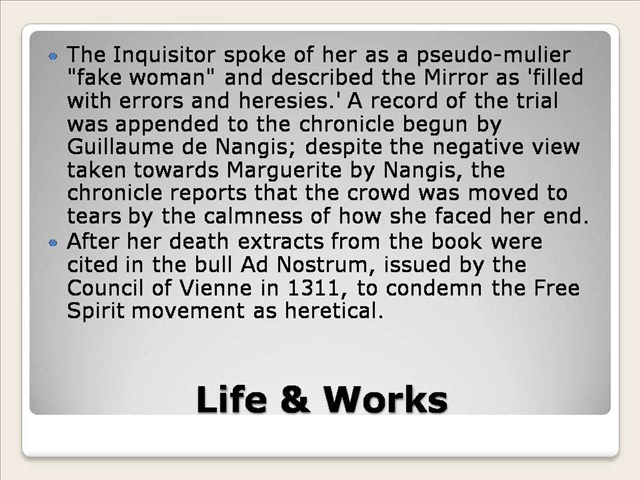 The Inquisitor spoke of her as a pseudo-mulier
"fake woman" and described the Mirror as 'filled
with errors and heresies.' A record of the trial
was appended to the chronicle begun by
Guillaume de Nangis; despite the negative view
taken towards Marguerite by Nangis, the
chronicle reports that the crowd was moved to
tears by the calmness of how she faced her end.
After her death extracts from the book were
cited in the bull Ad Nostrum, issued by the
Council of Vienne in 1311, to condemn the Free
Spirit movement as heretical.
Life & Works